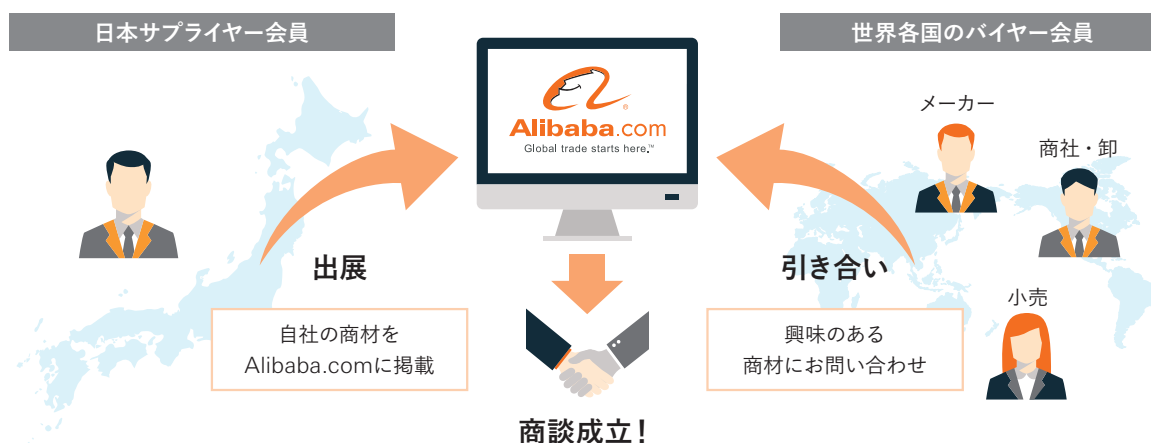 日本サプライヤー会員
出展
自社の商材を
Alibaba.comに掲載
Alibaba.com
Global trade starts here.™
商談成立！
世界各国のバイヤー会員
メーカー
商社・卸
小売
引き合い
興味のある
商材にお問い合わせ